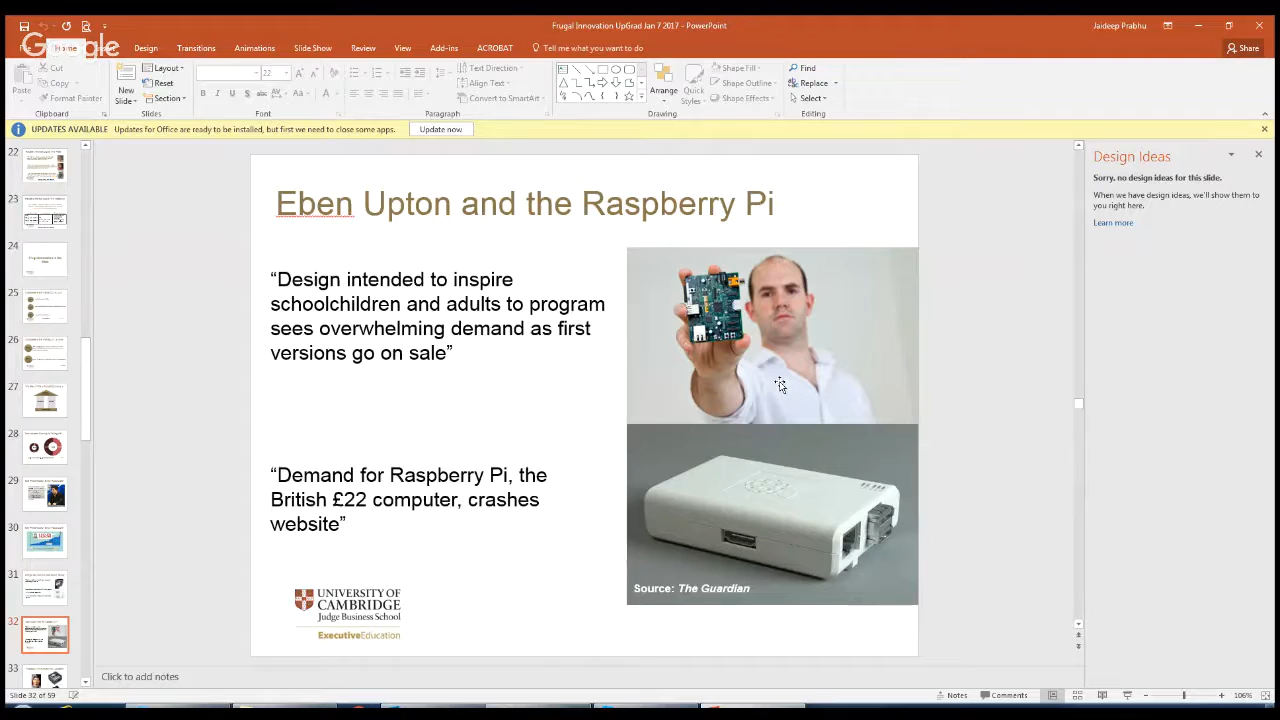 Frugal Innovation UpGrad Jan 7 2017 - PowerPoint
Jaideep Prabhu
Google
Home
Design
Transitions
Animations
Slide Show
Review
View
Add-ins
ACROBAT
Tell me what you want to do
Share
Paste
Cut
Copy
Format Painter
Clipboard
New
Slide
Layout
Reset
Section
Slides
22
Font
Text Direction
Align Text
Convert to SmartArt
Paragraph
Arrange
Quick
Styles
Shape Fill
Shape Outline
Shape Effects
Drawing
Find
Replace
Select
Editing
UPDATES AVAILABLE Updates for Office are ready to be installed, but first we need to close some apps. Update now
22
23
24
25
26
27
28
29
30
31
32
33
Eben Upton and the Raspberry Pi
“Design intended to inspire
schoolchildren and adults to program
sees overwhelming demand as first
versions go on sale”
“Demand for Raspberry Pi, the
British £22 computer, crashes
website”
Source: The Guardian
UNIVERSITY OF
CAMBRIDGE
Judge Business School
ExecutiveEducation
Design Ideas
Sorry, no design ideas for this slide.
When we have design ideas, we'll show them to
you right here.
Learn more
Click to add notes
Slide 32 of 59
Notes
Comments
106%